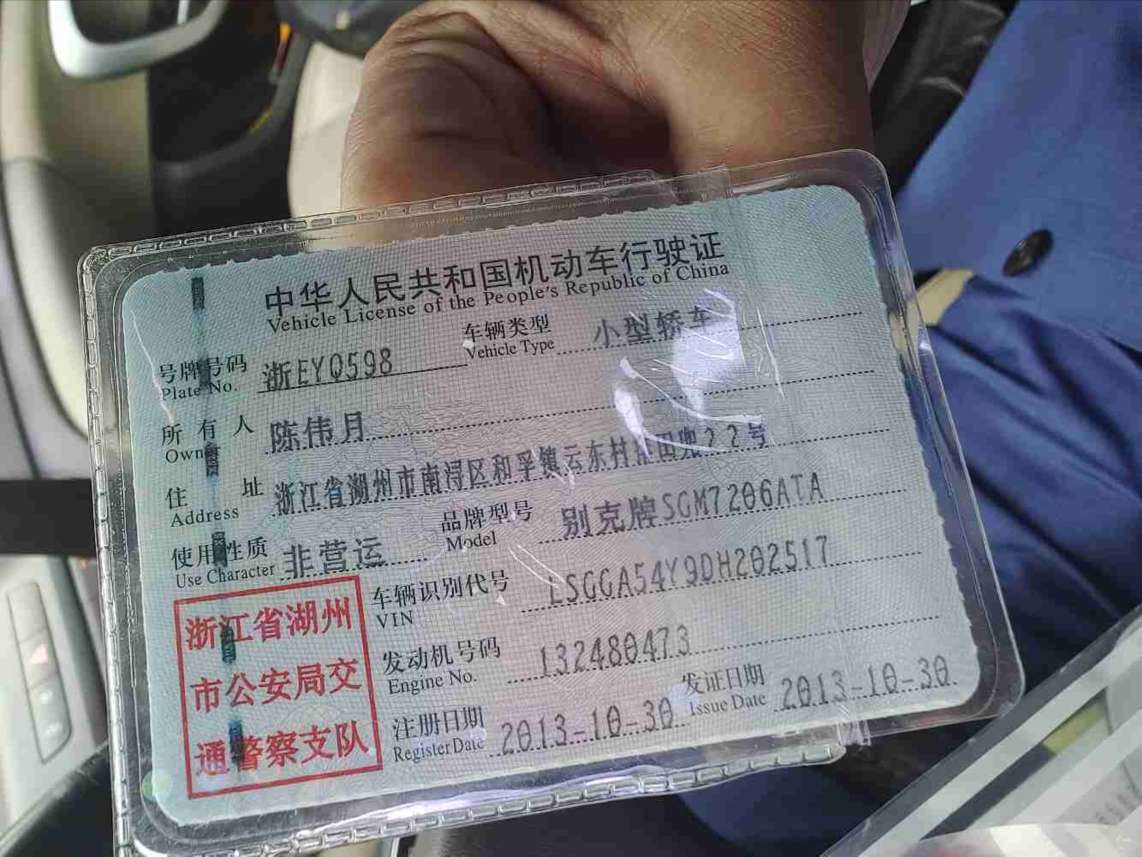 中华人民共和国机动车行驶证
Vehicle License of the People's Republic of China
号牌号码 浙EYQ598 车辆类型 小型轿车
Plate No. Vehicle Type
所有人 陈伟月
Owner
住址 浙江省湖州市南浔区和孚镇云东村 22号
Address
使用性质 非营运 品牌型号 别克牌SGM7206ATA
Use Character Model
车辆识别代号 LSGGA54Y9DH202517
VIN
发动机号码 132480473
Engine No.
注册日期 2013-10-30 发证日期 2013-10-30
Register Date Issue Date
浙江省湖州
市公安局交
通警察支队